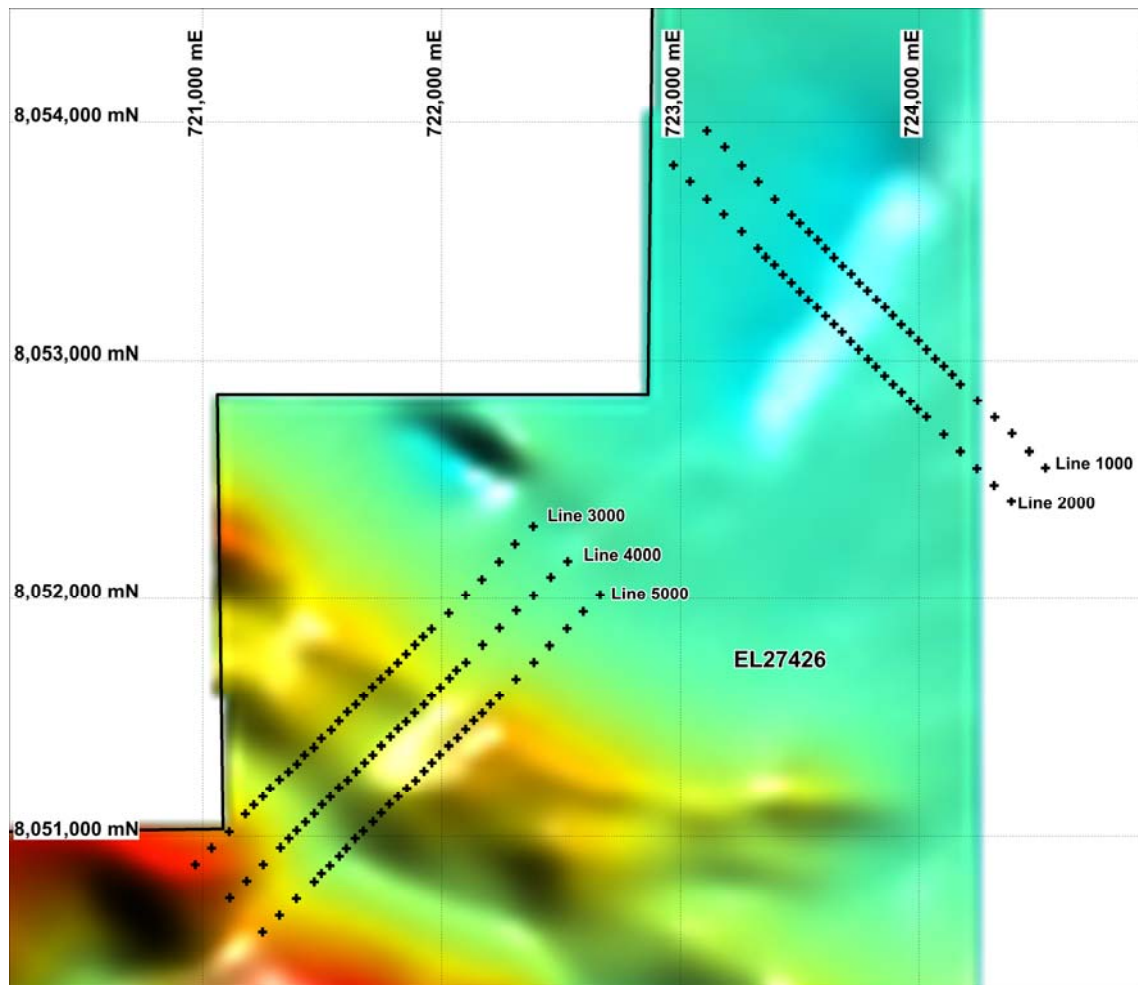 721,000 mE
722,000 mE
723,000 mE
724,000 mE
8,054,000 mN
8,053,000 mN
Line 1000
Line 2000
Line 3000
Line 4000
8,052,000 mN
Line 5000
EL27426
8,051,000 mN